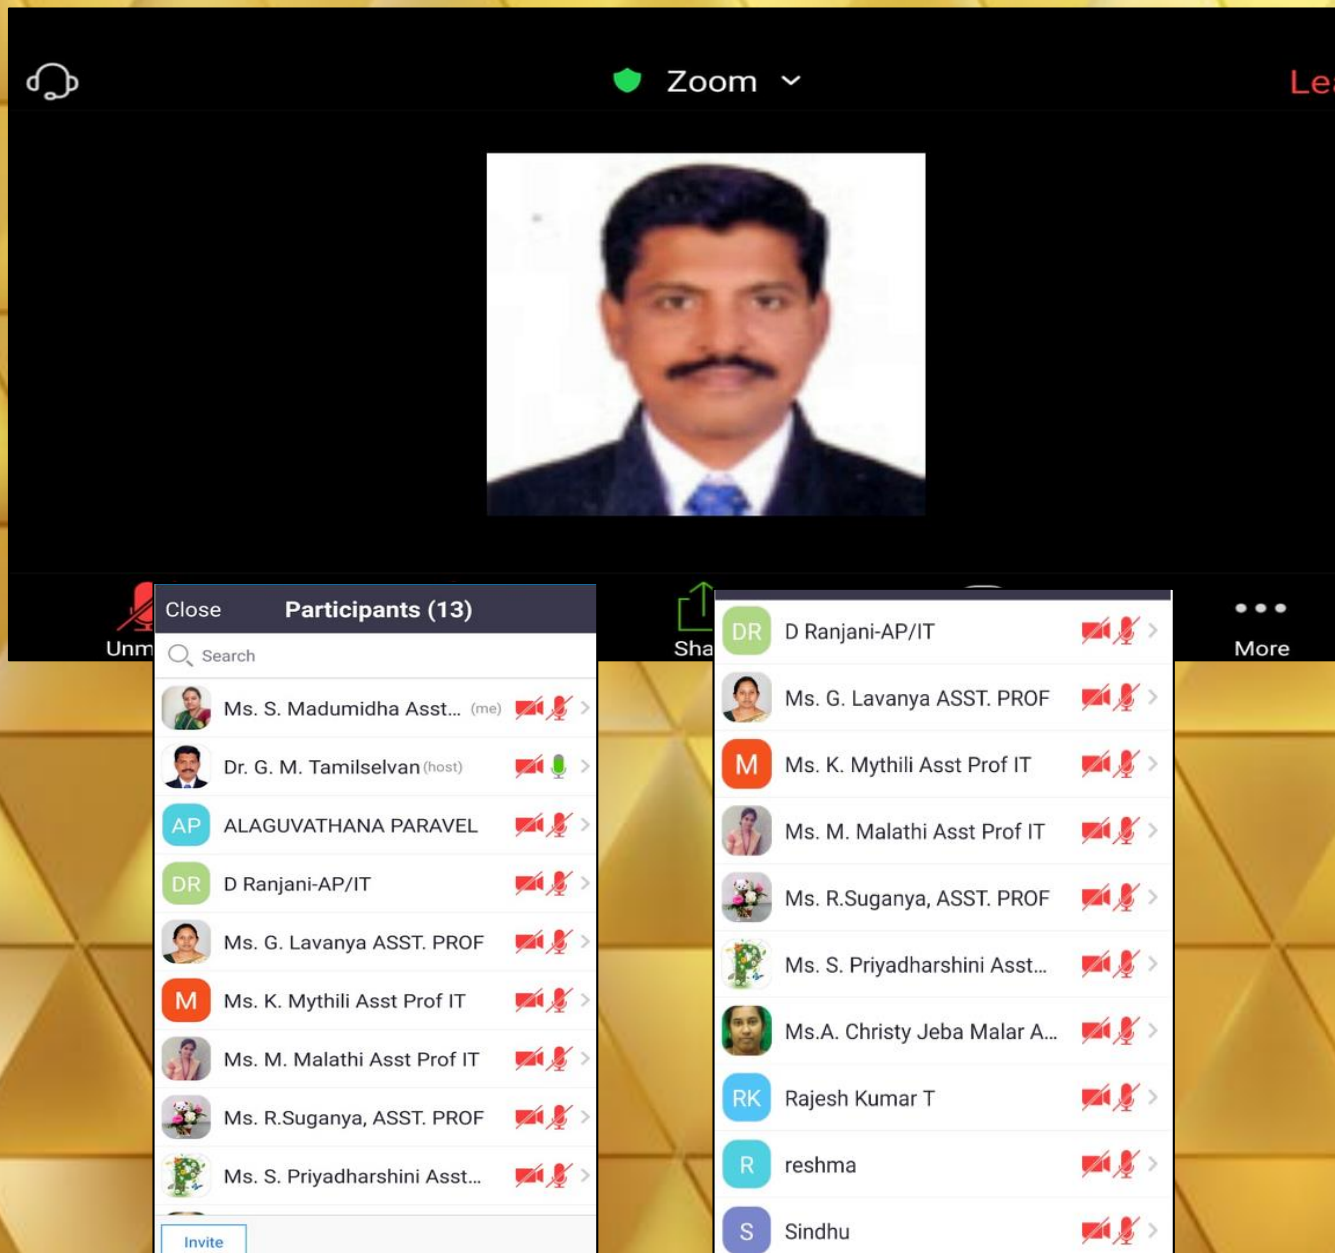 Zoom
Lea
Unm
Sha
More
Close Participants (13)
Search
Ms. S. Madumidha Asst... (me)
Dr. G. M. Tamilselvan (host)
AP ALAGUVATHANA PARAVEL
DR D Ranjani-AP/IT
Ms. G. Lavanya ASST. PROF
M Ms. K. Mythili Asst Prof IT
Ms. M. Malathi Asst Prof IT
Ms. R.Suganya, ASST. PROF
Ms. S. Priyadharshini Asst...
Invite
DR D Ranjani-AP/IT
Ms. G. Lavanya ASST. PROF
M Ms. K. Mythili Asst Prof IT
Ms. M. Malathi Asst Prof IT
Ms. R.Suganya, ASST. PROF
P Ms. S. Priyadharshini Asst...
Ms.A. Christy Jeba Malar A...
RK Rajesh Kumar T
R reshma
S Sindhu